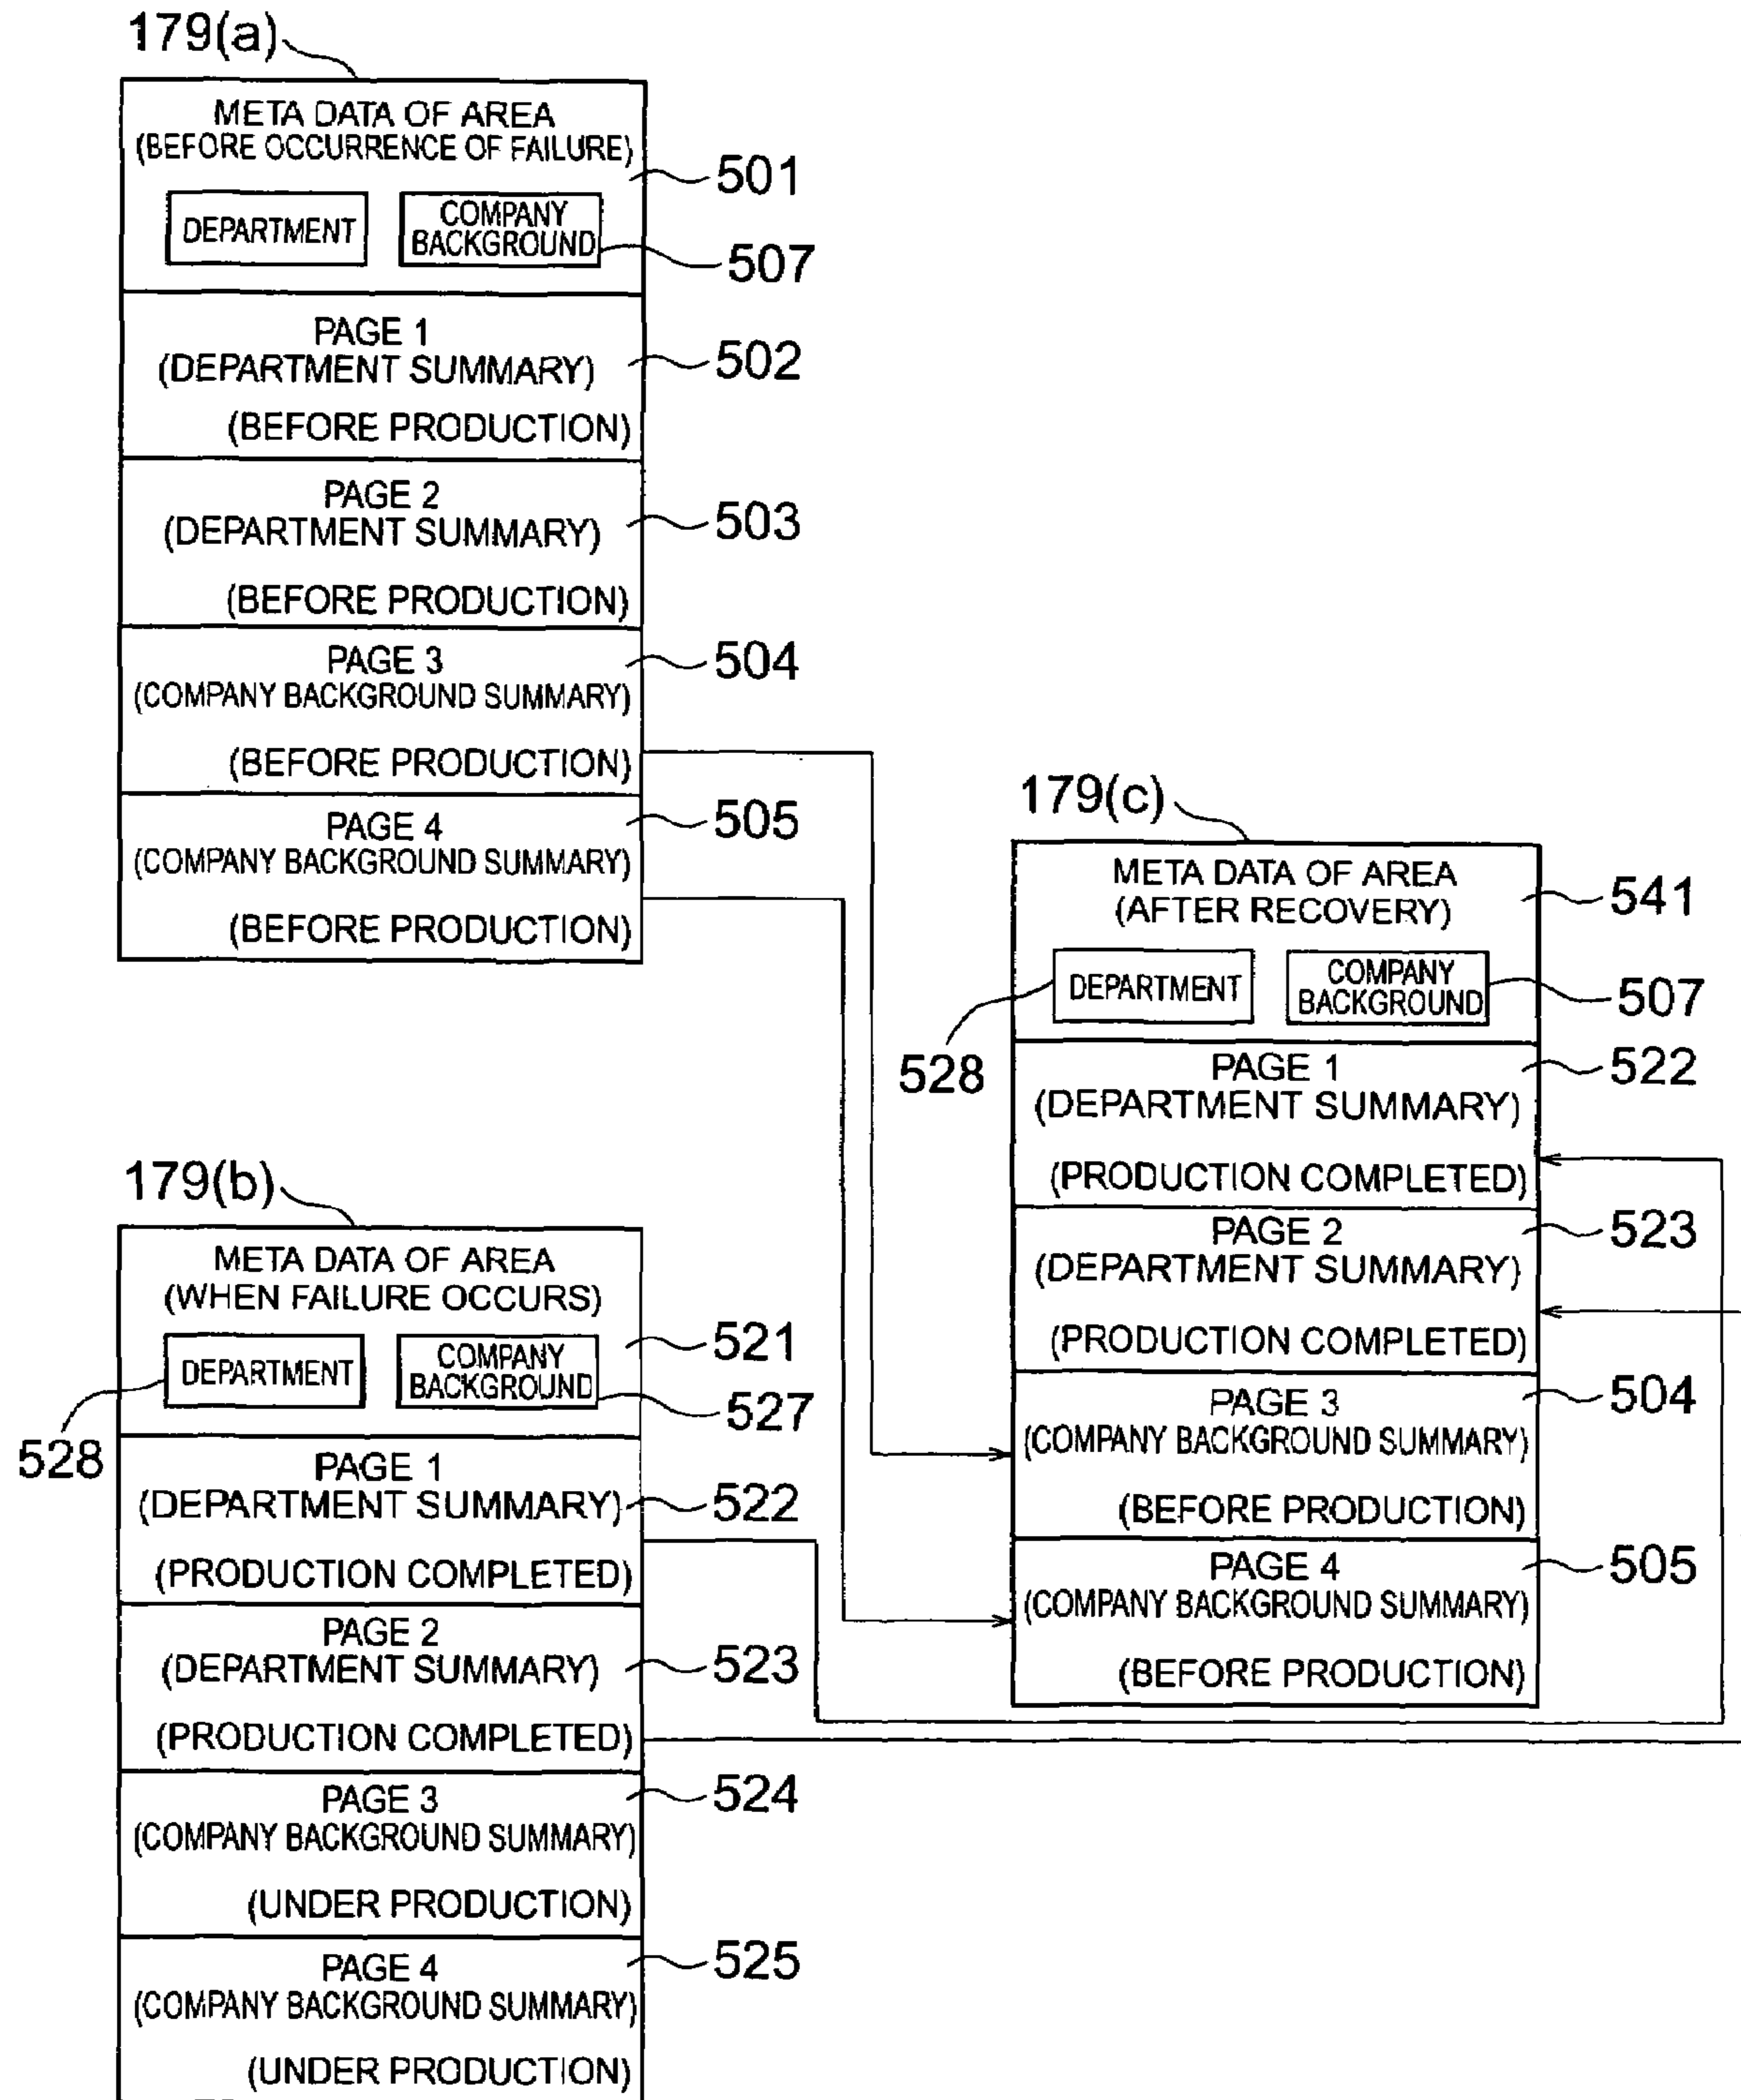 179(a)
META DATA OF AREA
(BEFORE OCCURRENCE OF FAILURE)
501
DEPARTMENT
COMPANY
BACKGROUND
507
PAGE 1
(DEPARTMENT SUMMARY)
502
(BEFORE PRODUCTION)
PAGE 2
(DEPARTMENT SUMMARY)
503
(BEFORE PRODUCTION)
PAGE 3
504
(COMPANY BACKGROUND SUMMARY)
(BEFORE PRODUCTION)
PAGE 4
505
(COMPANY BACKGROUND SUMMARY)
(BEFORE PRODUCTION)
179(b)
META DATA OF AREA
(WHEN FAILURE OCCURS)
521
DEPARTMENT
COMPANY
BACKGROUND
527
528
PAGE 1
(DEPARTMENT SUMMARY)
522
(PRODUCTION COMPLETED)
PAGE 2
(DEPARTMENT SUMMARY)
523
(PRODUCTION COMPLETED)
PAGE 3
524
(COMPANY BACKGROUND SUMMARY)
(UNDER PRODUCTION)
PAGE 4
525
(COMPANY BACKGROUND SUMMARY)
(UNDER PRODUCTION)
179(c)
META DATA OF AREA
541
(AFTER RECOVERY)
DEPARTMENT
COMPANY
BACKGROUND
507
528
PAGE 1
522
(DEPARTMENT SUMMARY)
(PRODUCTION COMPLETED)
PAGE 2
523
(DEPARTMENT SUMMARY)
(PRODUCTION COMPLETED)
PAGE 3
504
(COMPANY BACKGROUND SUMMARY)
(BEFORE PRODUCTION)
PAGE 4
505
(COMPANY BACKGROUND SUMMARY)
(BEFORE PRODUCTION)